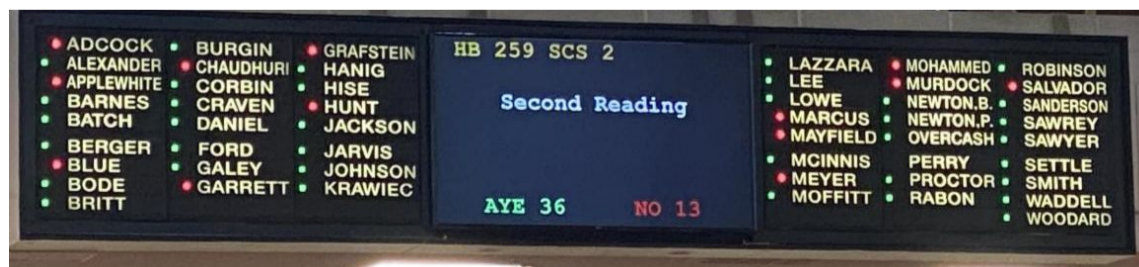 ADCOCK
ALEXANDER
APPLEWHITE
BARNES
BATCH
BERGER
BLUE
BODE
BRITT
BURGIN
CHAUDHURI
CORBIN
CRAVEN
DANIEL
FORD
GALEY
GARRETT
GRAFSTEIN
HANIG
HISE
HUNT
JACKSON
JARVIS
JOHNSON
KRAWIEC
HB 259 SCS 2
Second Reading
AYE 36 NO 13
LAZZARA
LEE
LOWE
MARCUS
MAYFIELD
MCINNIS
MEYER
MOFFITT
MOHAMMED
MURDOCK
NEWTON,B.
NEWTON,P.
OVERCASH
PERRY
PROCTOR
RABON
ROBINSON
SALVADOR
SANDERSON
SAWREY
SAWYER
SETTLE
SMITH
WADDELL
WOODARD